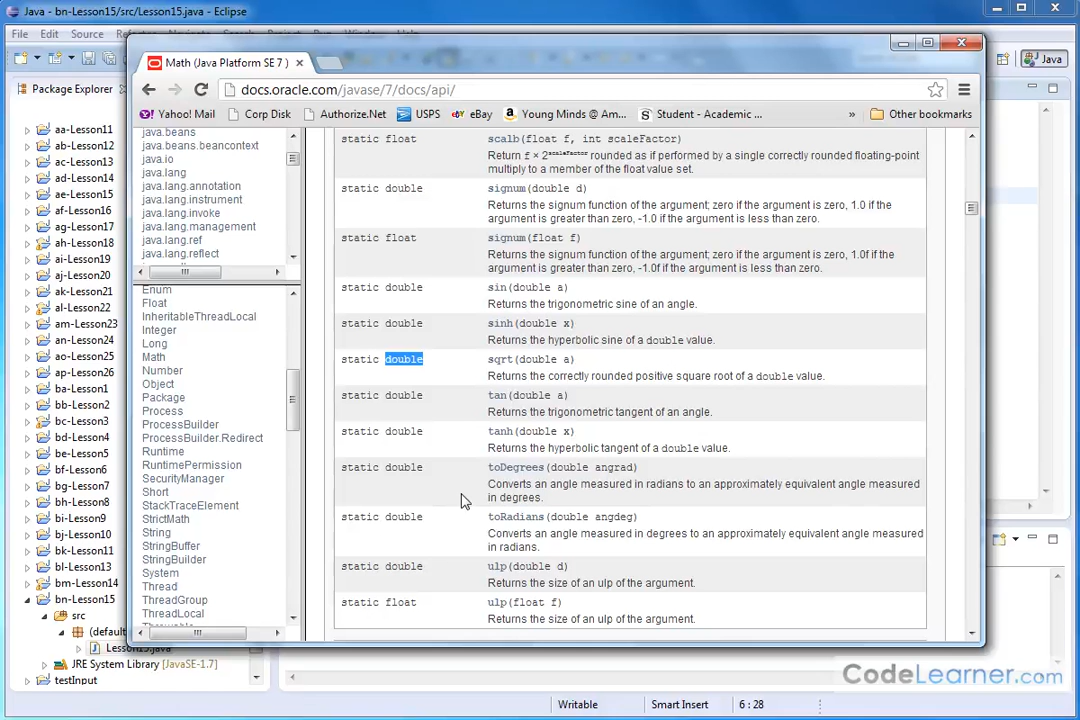 Java - bn-Lesson15/src/Lesson15.java - Eclipse
File Edit Source
Math (Java Platform SE 7 )
docs.oracle.com/javase/7/docs/api/
Java
Yahoo! Mail Corp Disk Authorize.Net USPS eBay Young Minds @ Am... Student - Academic ... » Other bookmarks
Package Explorer
aa-Lesson11
ab-Lesson12
ac-Lesson13
ad-Lesson14
ae-Lesson15
af-Lesson16
ag-Lesson17
ah-Lesson18
ai-Lesson19
aj-Lesson20
ak-Lesson21
al-Lesson22
am-Lesson23
an-Lesson24
ao-Lesson25
ap-Lesson26
ba-Lesson1
bb-Lesson2
bc-Lesson3
bd-Lesson4
be-Lesson5
bf-Lesson6
bg-Lesson7
bh-Lesson8
bi-Lesson9
bj-Lesson10
bk-Lesson11
bl-Lesson13
bm-Lesson14
bn-Lesson15
src
(default
Lesson15.java
JRE System Library [JavaSE-1.7]
testInput
java.beans
java.beans.beancontext
java.io
java.lang
java.lang.annotation
java.lang.instrument
java.lang.invoke
java.lang.management
java.lang.ref
java.lang.reflect
Enum
Float
InheritableThreadLocal
Integer
Long
Math
Number
Object
Package
Process
ProcessBuilder
ProcessBuilder.Redirect
Runtime
RuntimePermission
SecurityManager
Short
StackTraceElement
StrictMath
String
StringBuffer
StringBuilder
System
Thread
ThreadGroup
ThreadLocal
static float scalb(float f, int scaleFactor)
Return f × 2scaleFactor rounded as if performed by a single correctly rounded floating-point
multiply to a member of the float value set.
static double signum(double d)
Returns the signum function of the argument; zero if the argument is zero, 1.0 if the
argument is greater than zero, -1.0 if the argument is less than zero.
static float signum(float f)
Returns the signum function of the argument; zero if the argument is zero, 1.0f if the
argument is greater than zero, -1.0f if the argument is less than zero.
static double sin(double a)
Returns the trigonometric sine of an angle.
static double sinh(double x)
Returns the hyperbolic sine of a double value.
static double sqrt(double a)
Returns the correctly rounded positive square root of a double value.
static double tan(double a)
Returns the trigonometric tangent of an angle.
static double tanh(double x)
Returns the hyperbolic tangent of a double value.
static double toDegrees(double angrad)
Converts an angle measured in radians to an approximately equivalent angle measured
in degrees.
static double toRadians(double angdeg)
Converts an angle measured in degrees to an approximately equivalent angle measured
in radians.
static double ulp(double d)
Returns the size of an ulp of the argument.
static float ulp(float f)
Returns the size of an ulp of the argument.
CodeLearner.com
Writable Smart Insert 6 : 28